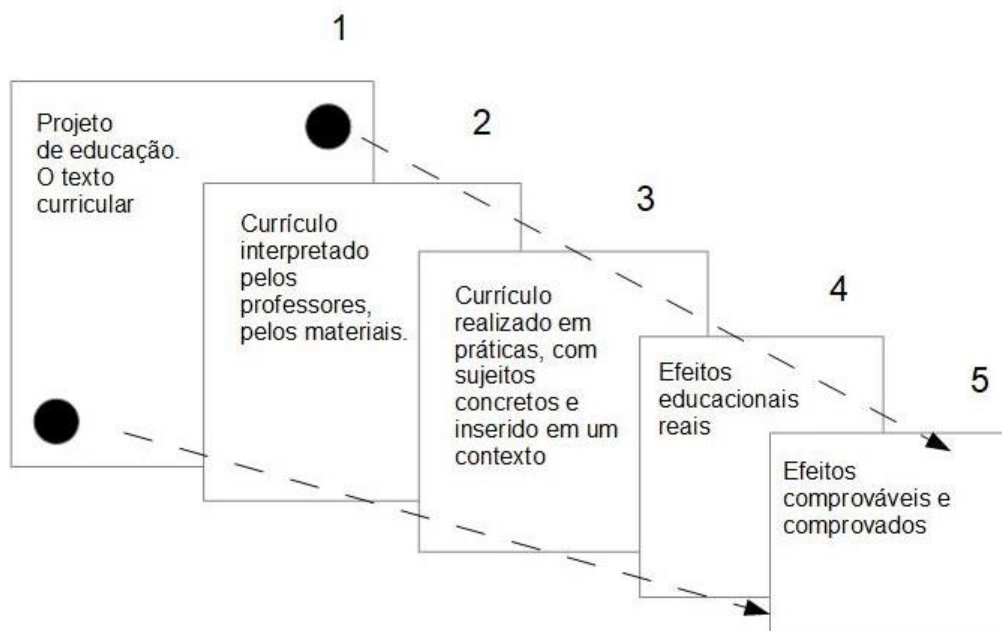 1
Projeto
de educação.
O texto
curricular
2
Currículo
interpretado
pelos
professores,
pelos materiais.
3
Currículo
realizado em
práticas, com
sujeitos
concretos e
inserido em um
contexto
4
Efeitos
educacionais
reais
5
Efeitos
comprováveis e
comprovados